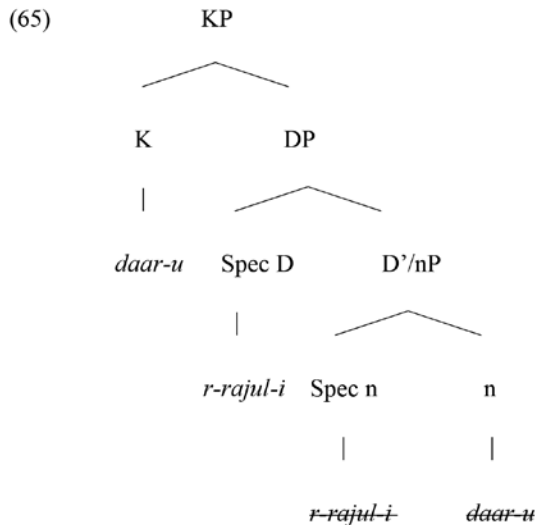 (65) KP
K DP
daar-u Spec D D’/nP
r-rajul-i Spec n n
r-rajul-i daar-u